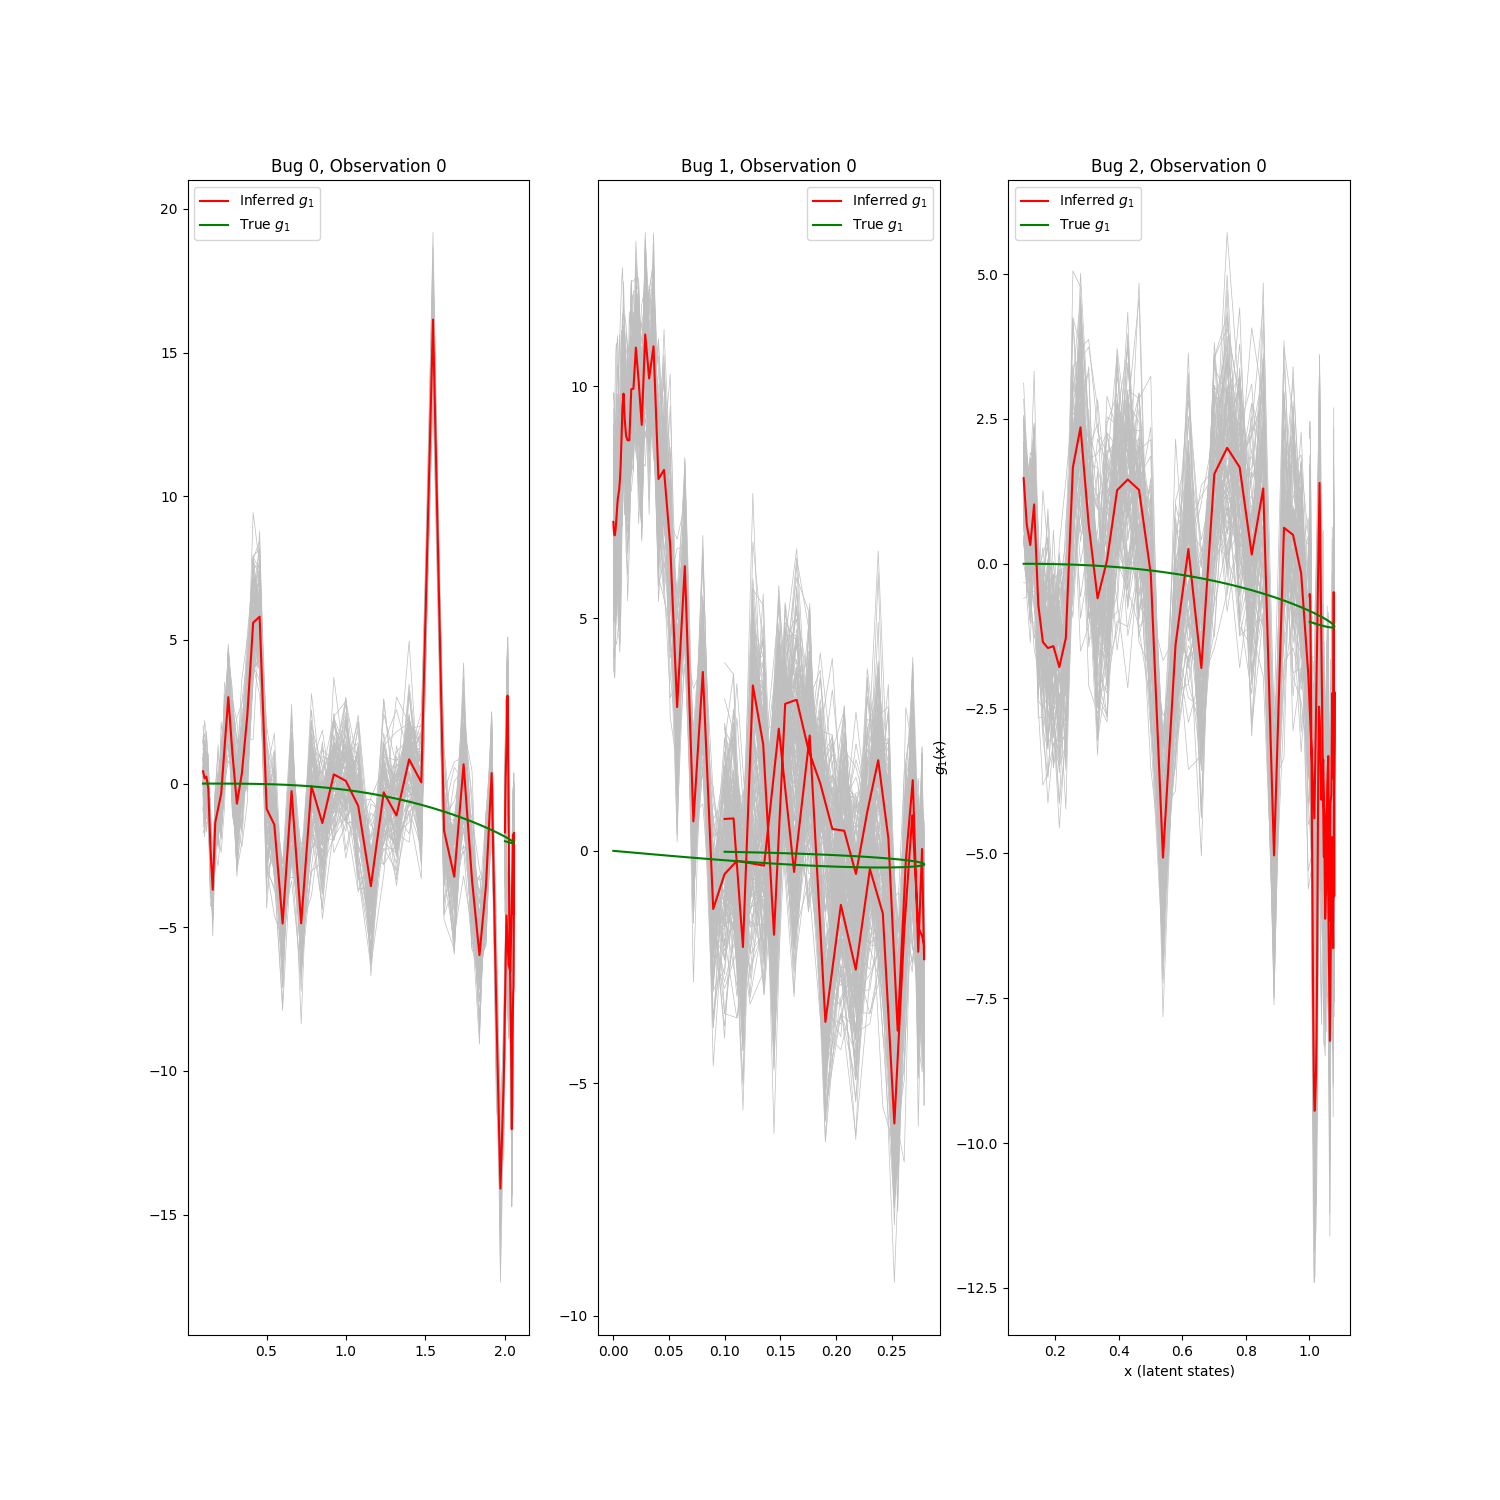 Bug 0, Observation 0
Inferred g₁
True g₁
20
15
10
5
0
−5
−10
−15
0.5 1.0 1.5 2.0
Bug 1, Observation 0
Inferred g₁
True g₁
10
5
0
−5
−10
0.00 0.05 0.10 0.15 0.20 0.25
Bug 2, Observation 0
Inferred g₁
True g₁
g₁(x)
5.0
2.5
0.0
−2.5
−5.0
−7.5
−10.0
−12.5
0.2 0.4 0.6 0.8 1.0
x (latent states)